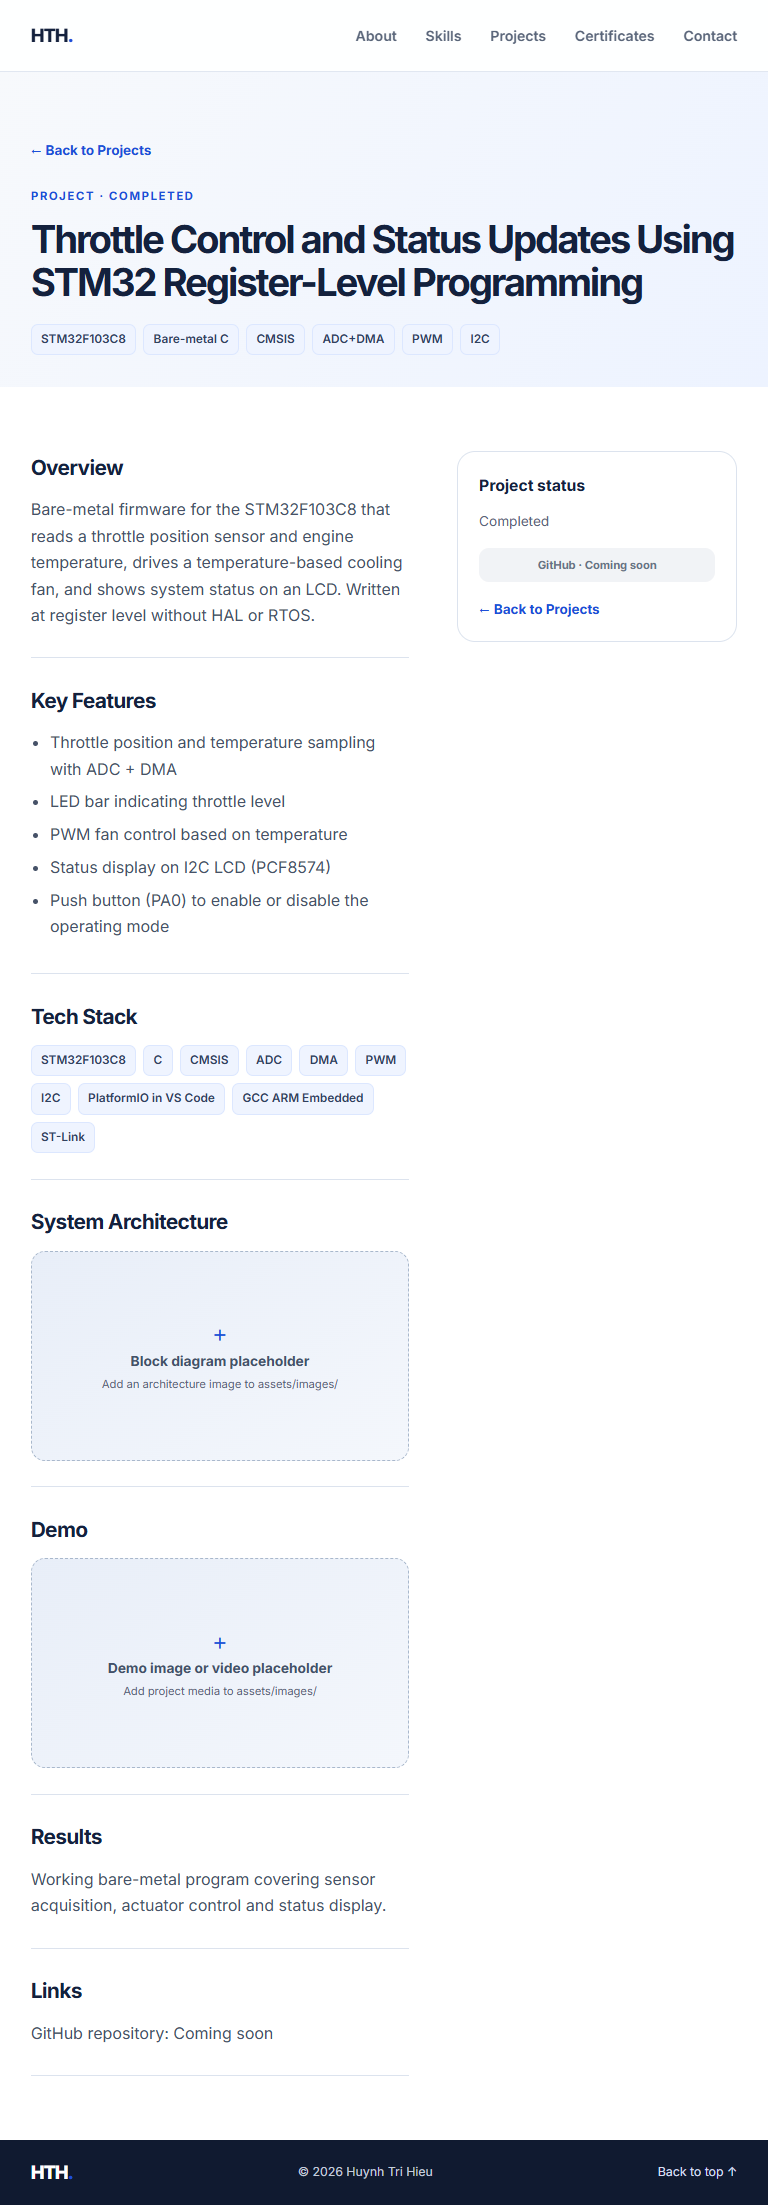 HTH.
About Skills Projects Certificates Contact
← Back to Projects
PROJECT · COMPLETED
Throttle Control and Status Updates Using
STM32 Register-Level Programming
STM32F103C8 Bare-metal C CMSIS ADC+DMA PWM I2C
Overview
Bare-metal firmware for the STM32F103C8 that
reads a throttle position sensor and engine
temperature, drives a temperature-based cooling
fan, and shows system status on an LCD. Written
at register level without HAL or RTOS.
Project status
Completed
GitHub · Coming soon
← Back to Projects
Key Features
• Throttle position and temperature sampling
with ADC + DMA
• LED bar indicating throttle level
• PWM fan control based on temperature
• Status display on I2C LCD (PCF8574)
• Push button (PA0) to enable or disable the
operating mode
Tech Stack
STM32F103C8 C CMSIS ADC DMA PWM
I2C PlatformIO in VS Code GCC ARM Embedded
ST-Link
System Architecture
+
Block diagram placeholder
Add an architecture image to assets/images/
Demo
+
Demo image or video placeholder
Add project media to assets/images/
Results
Working bare-metal program covering sensor
acquisition, actuator control and status display.
Links
GitHub repository: Coming soon
HTH.
© 2026 Huynh Tri Hieu
Back to top ↑